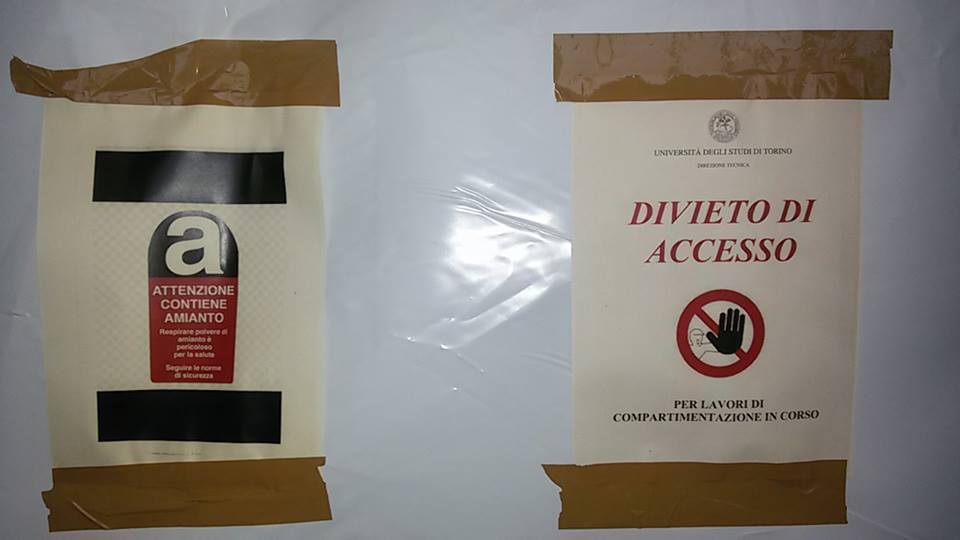 a
ATTENZIONE
CONTIENE
AMIANTO
Respirare polvere di
amianto è
pericoloso
per la salute
Seguire le norme
di sicurezza
UNIVERSITÀ DEGLI STUDI DI TORINO
DIREZIONE TECNICA
DIVIETO DI
ACCESSO
PER LAVORI DI
COMPARTIMENTAZIONE IN CORSO